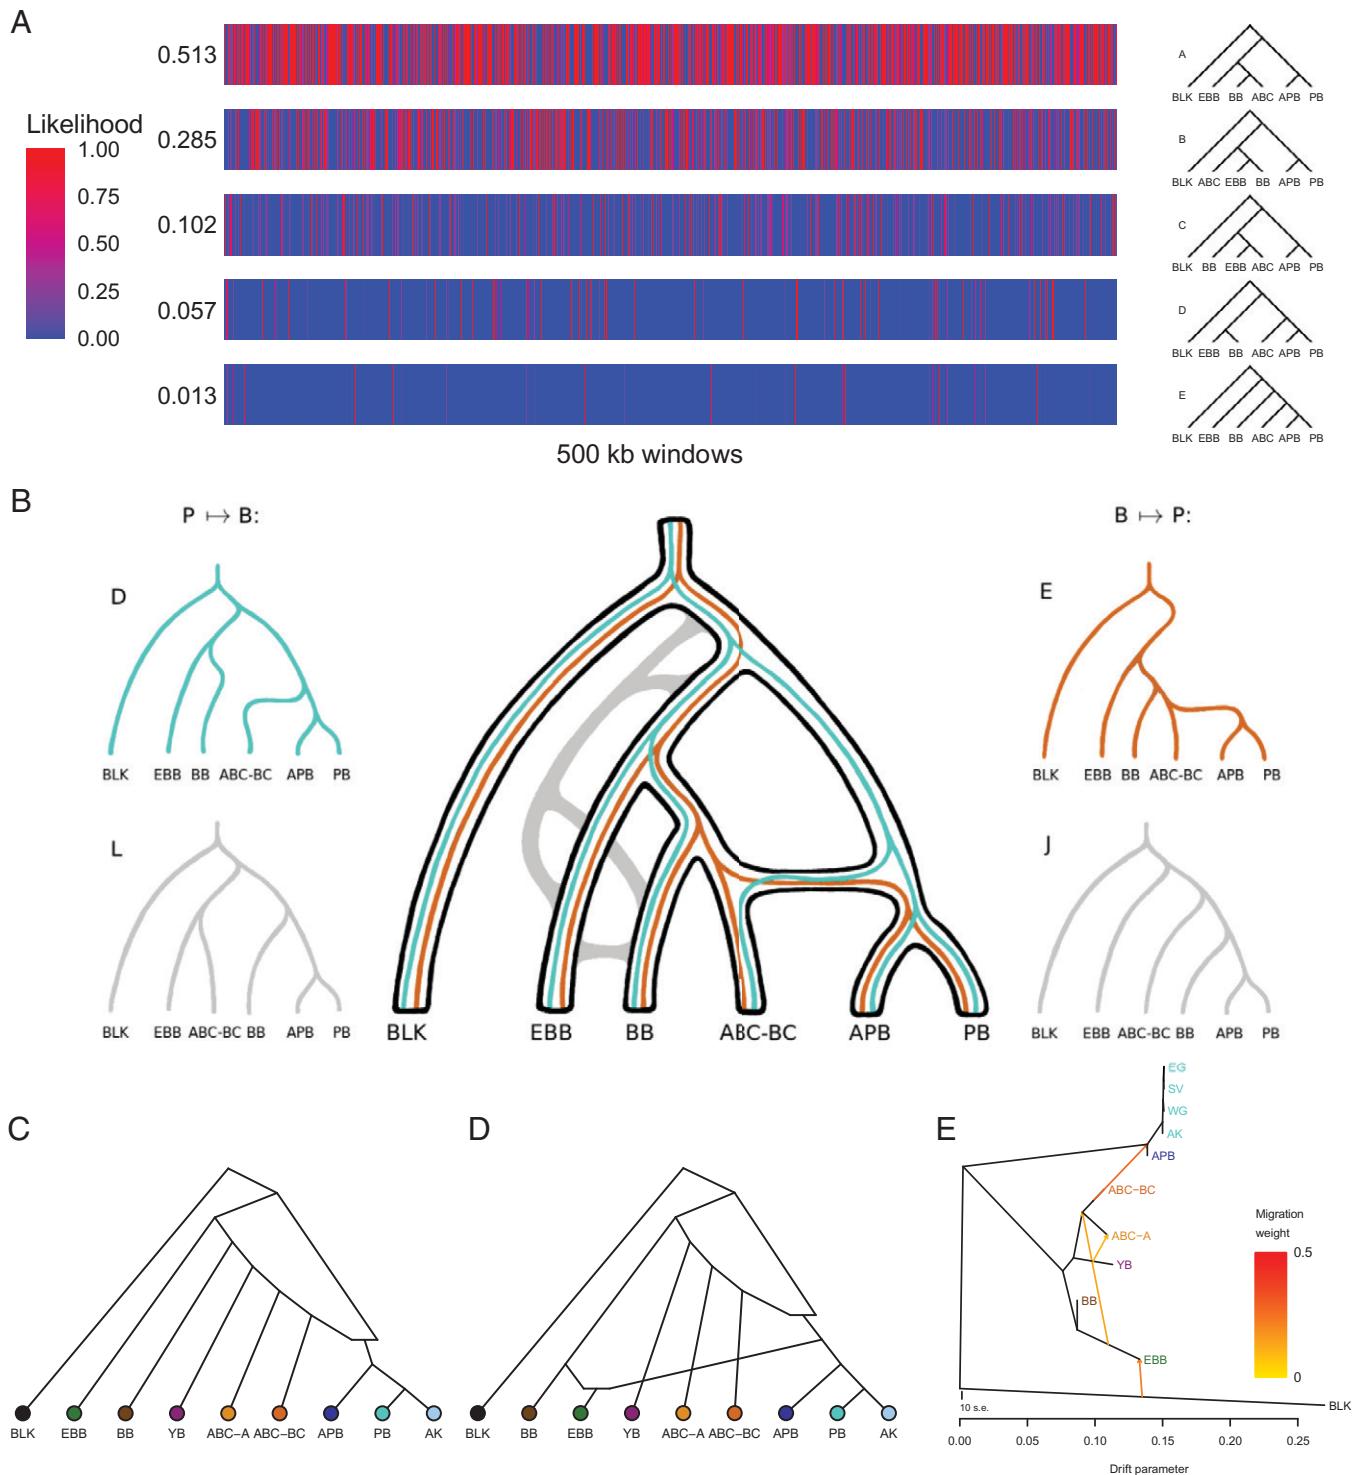 A
Likelihood
1.00
0.75
0.50
0.25
0.00
0.513
0.285
0.102
0.057
0.013
500 kb windows
A
BLK EBB BB ABC APB PB
B
BLK ABC EBB BB APB PB
C
BLK BB EBB ABC APB PB
D
BLK EBB BB ABC APB PB
E
BLK EBB BB ABC APB PB
B
P ↦ B:
D
BLK EBB BB ABC-BC APB PB
L
BLK EBB ABC-BC BB APB PB
BLK EBB BB ABC-BC APB PB
B ↦ P:
E
BLK EBB BB ABC-BC APB PB
J
BLK EBB ABC-BC BB APB PB
C
BLK EBB BB YB ABC–A ABC–BC APB PB AK
D
BLK BB EBB YB ABC–A ABC–BC APB PB AK
E
EG
SV
WG
AK
APB
ABC–BC
ABC–A
YB
BB
EBB
BLK
Migration
weight
0.5
0
10 s.e.
0.00 0.05 0.10 0.15 0.20 0.25
Drift parameter